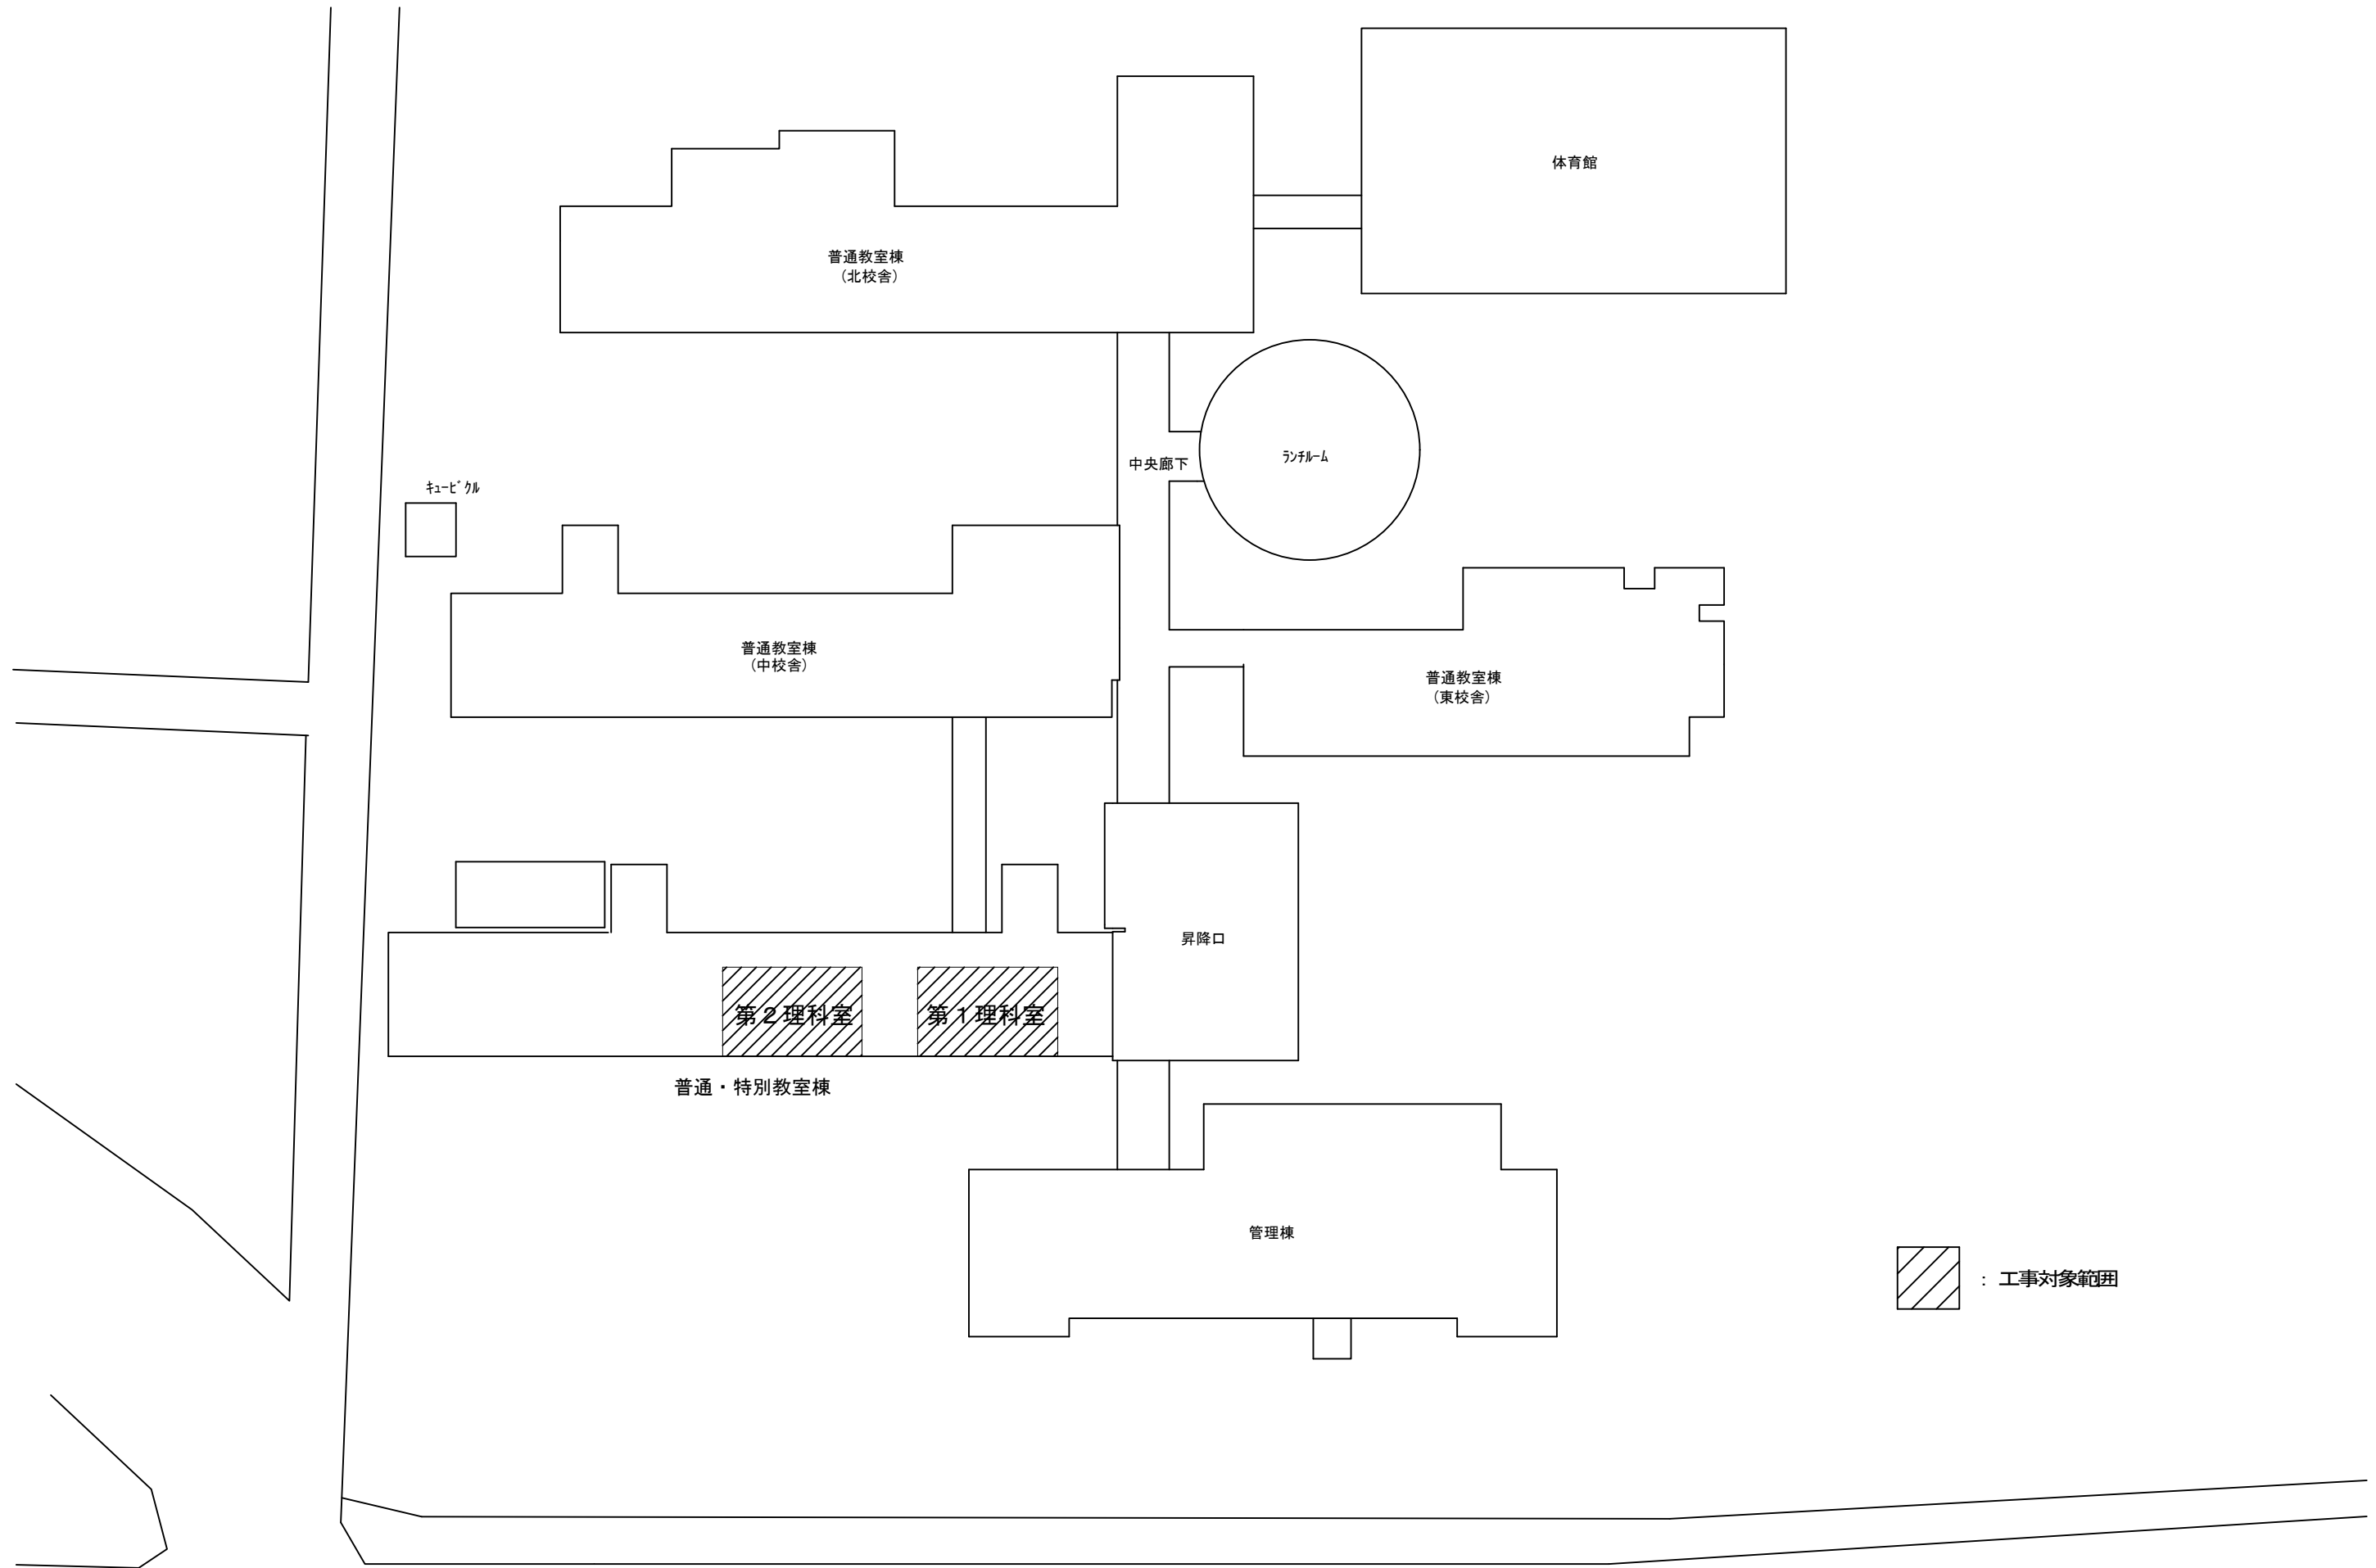 体育館
普通教室棟
（北校舎）
中央廊下
ﾗﾝﾁﾙｰﾑ
ｷｭｰﾋﾞｸﾙ
普通教室棟
（中校舎）
普通教室棟
（東校舎）
昇降口
第２理科室
第１理科室
普通・特別教室棟
管理棟
：工事対象範囲